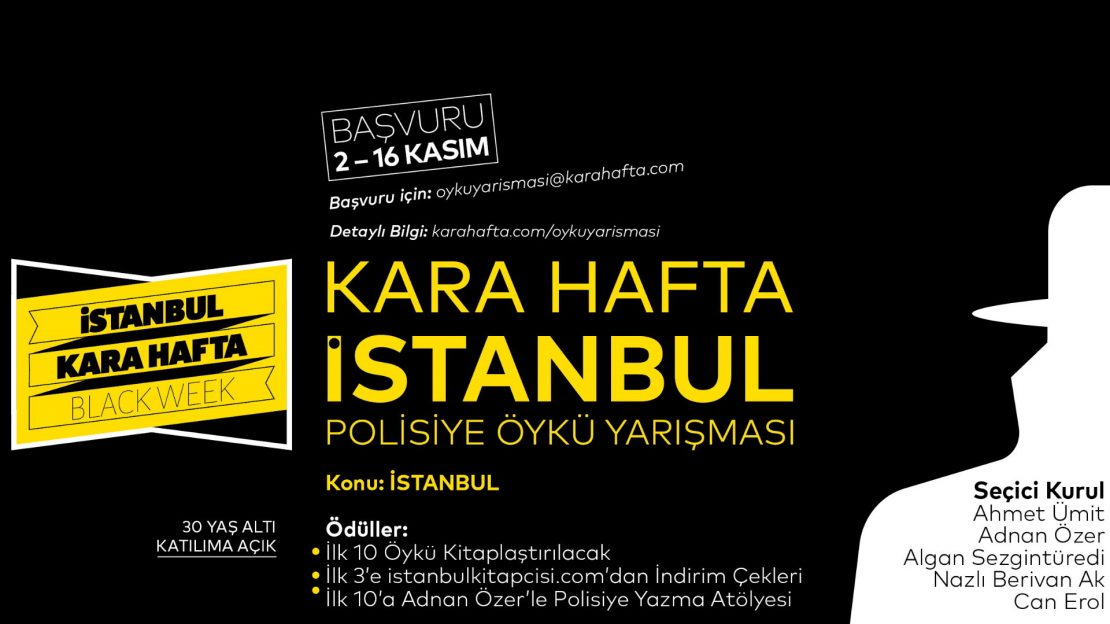 BAŞVURU
2 – 16 KASIM
Başvuru için: oykuyarismasi@karahafta.com
Detaylı Bilgi: karahafta.com/oykuyarismasi
KARA HAFTA
İSTANBUL
POLİSİYE ÖYKÜ YARIŞMASI
Konu: İSTANBUL
İSTANBUL
KARA HAFTA
BLACK WEEK
30 YAŞ ALTI
KATILIMA AÇIK
Ödüller:
• İlk 10 Öykü Kitaplaştırılacak
• İlk 3'e istanbulkitapcisi.com'dan İndirim Çekleri
• İlk 10'a Adnan Özer'le Polisiye Yazma Atölyesi
Seçici Kurul
Ahmet Ümit
Adnan Özer
Algan Sezgintüredi
Nazlı Berivan Ak
Can Erol